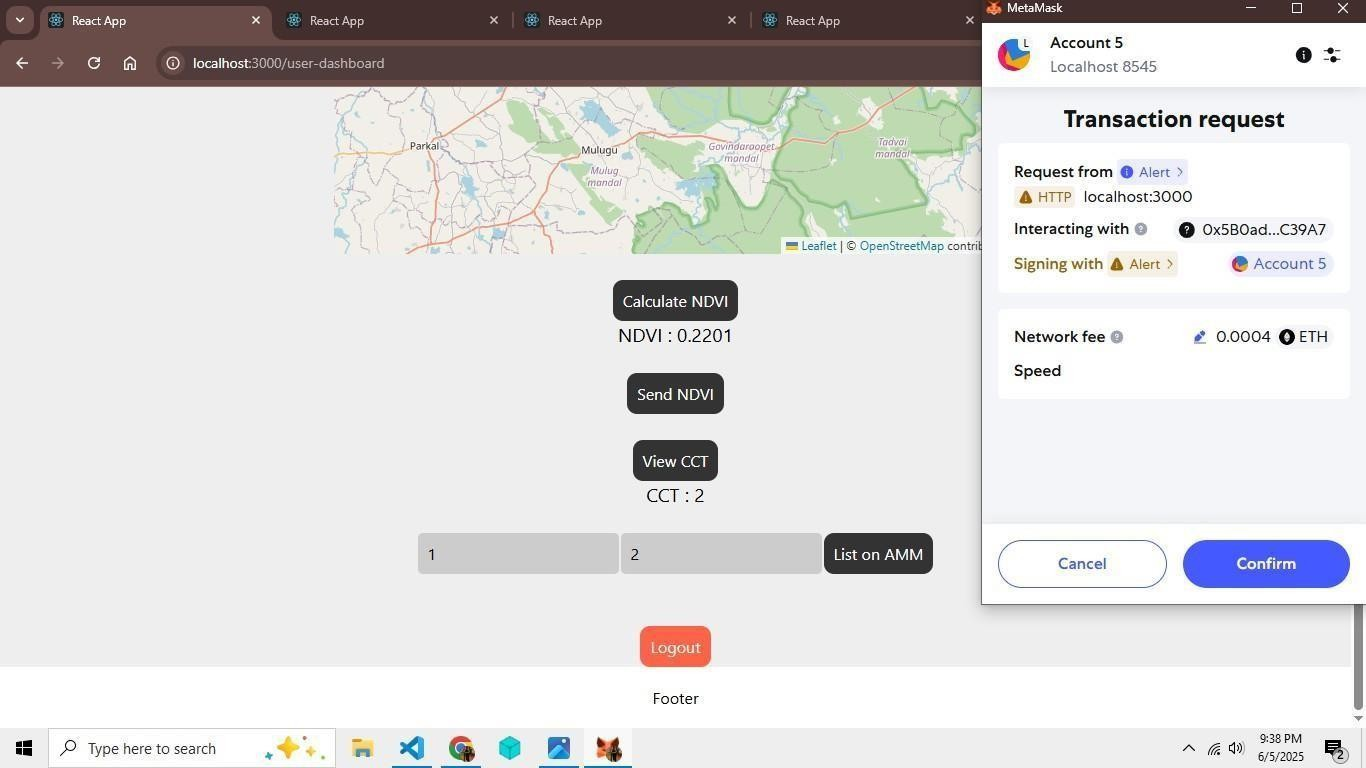 React App
React App
React App
React App
localhost:3000/user-dashboard
Parkal
Mulugu
Mulug
mandal
Govindaraopet
mandal
Tadvai
mandal
Leaflet | © OpenStreetMap contrib
Calculate NDVI
NDVI : 0.2201
Send NDVI
View CCT
CCT : 2
1 2 List on AMM
Logout
Footer
MetaMask
L
Account 5
Localhost 8545
Transaction request
Request from Alert >
HTTP localhost:3000
Interacting with ? ? 0x5B0ad...C39A7
Signing with Alert > Account 5
Network fee ? 0.0004 ETH
Speed
Cancel Confirm
Type here to search
9:38 PM
6/5/2025
2